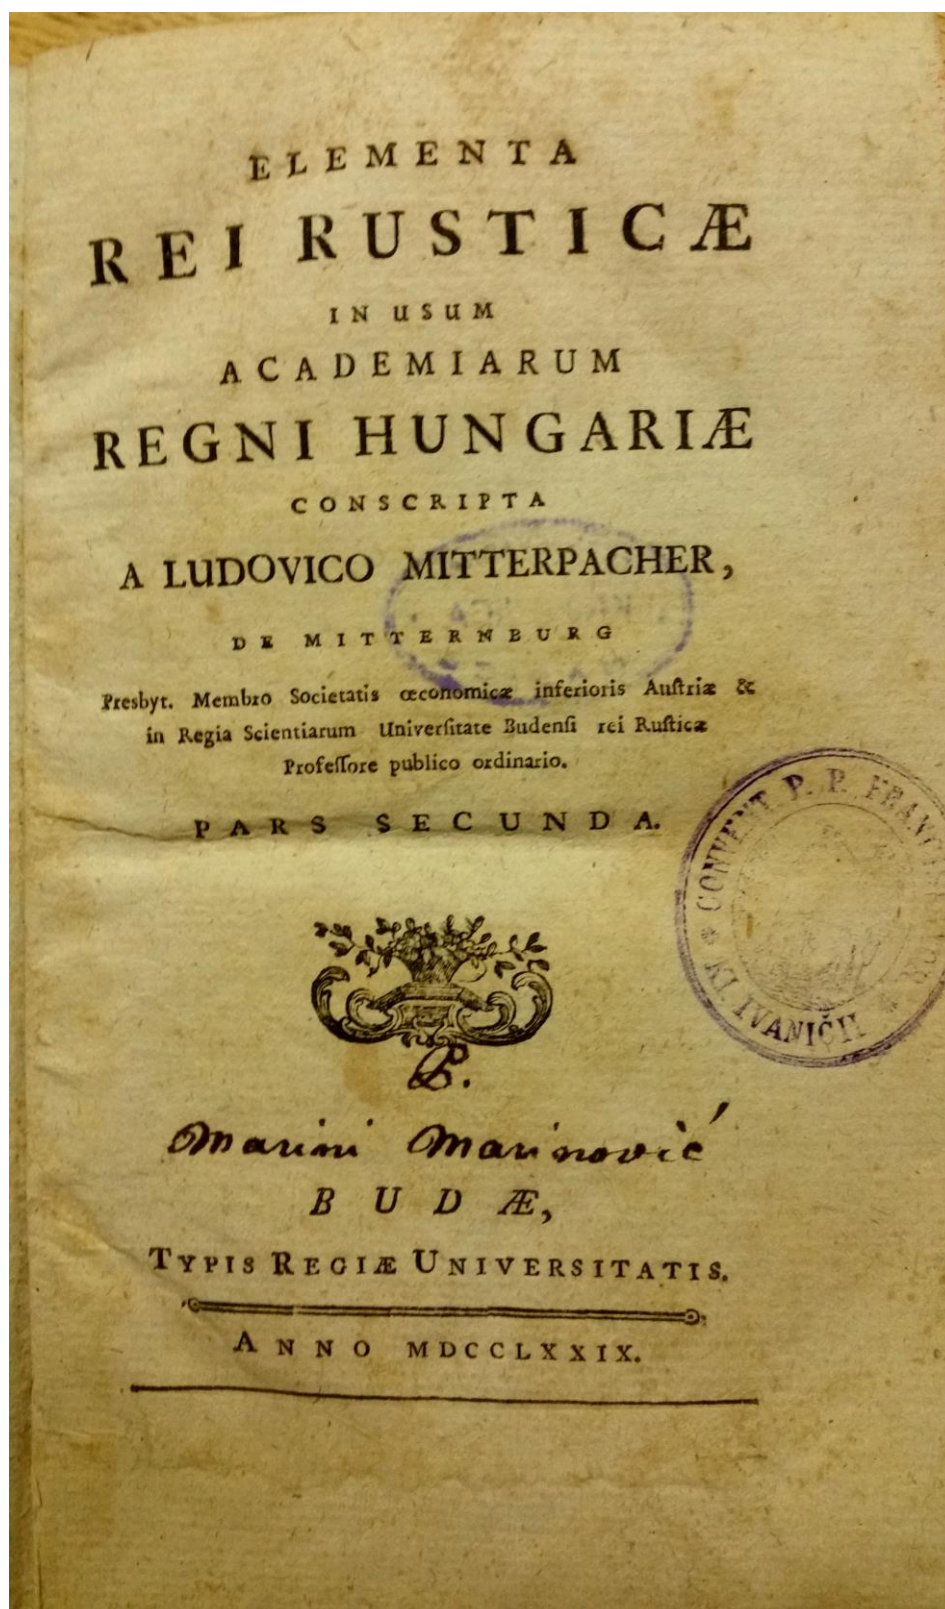 ELEMENTA
REI RUSTICÆ
IN USUM
ACADEMIARUM
REGNI HUNGARIÆ
CONSCRIPTA
A LUDOVICO MITTERPACHER,
DE MITTERNBURG
Presbyt. Membro Societatis œconomicæ inferioris Auſtriæ &
in Regia Scientiarum Univerſitate Budenſi rei Ruſticæ
Profeſſore publico ordinario.
PARS SECUNDA.
CONVENT P. P.
KL. IVANIČII
P.
Marini Marinović
BUDÆ,
TYPIS REGIÆ UNIVERSITATIS.
ANNO MDCCLXXIX.